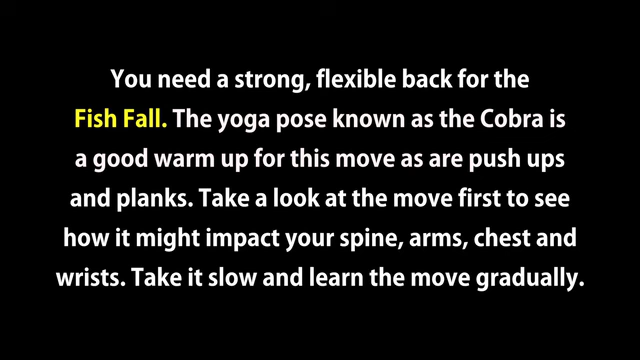 You need a strong, flexible back for the
Fish Fall. The yoga pose known as the Cobra is
a good warm up for this move as are push ups
and planks. Take a look at the move first to see
how it might impact your spine, arms, chest and
wrists. Take it slow and learn the move gradually.